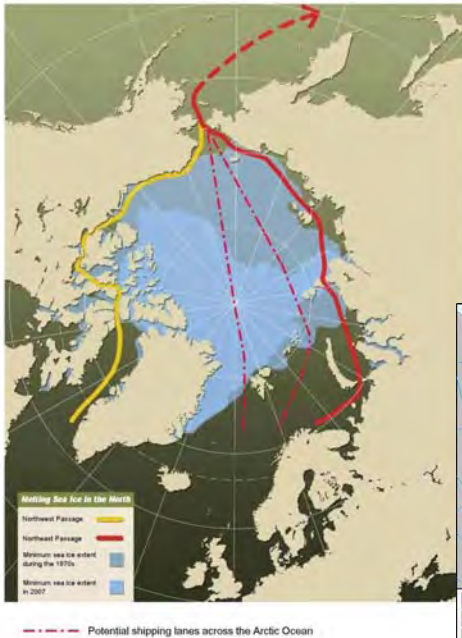 Melting Sea Ice in the North
Northwest Passage
Northeast Passage
Minimum sea ice extent
during the 1970s
Minimum sea ice extent
in 2007
Potential shipping lanes across the Arctic Ocean